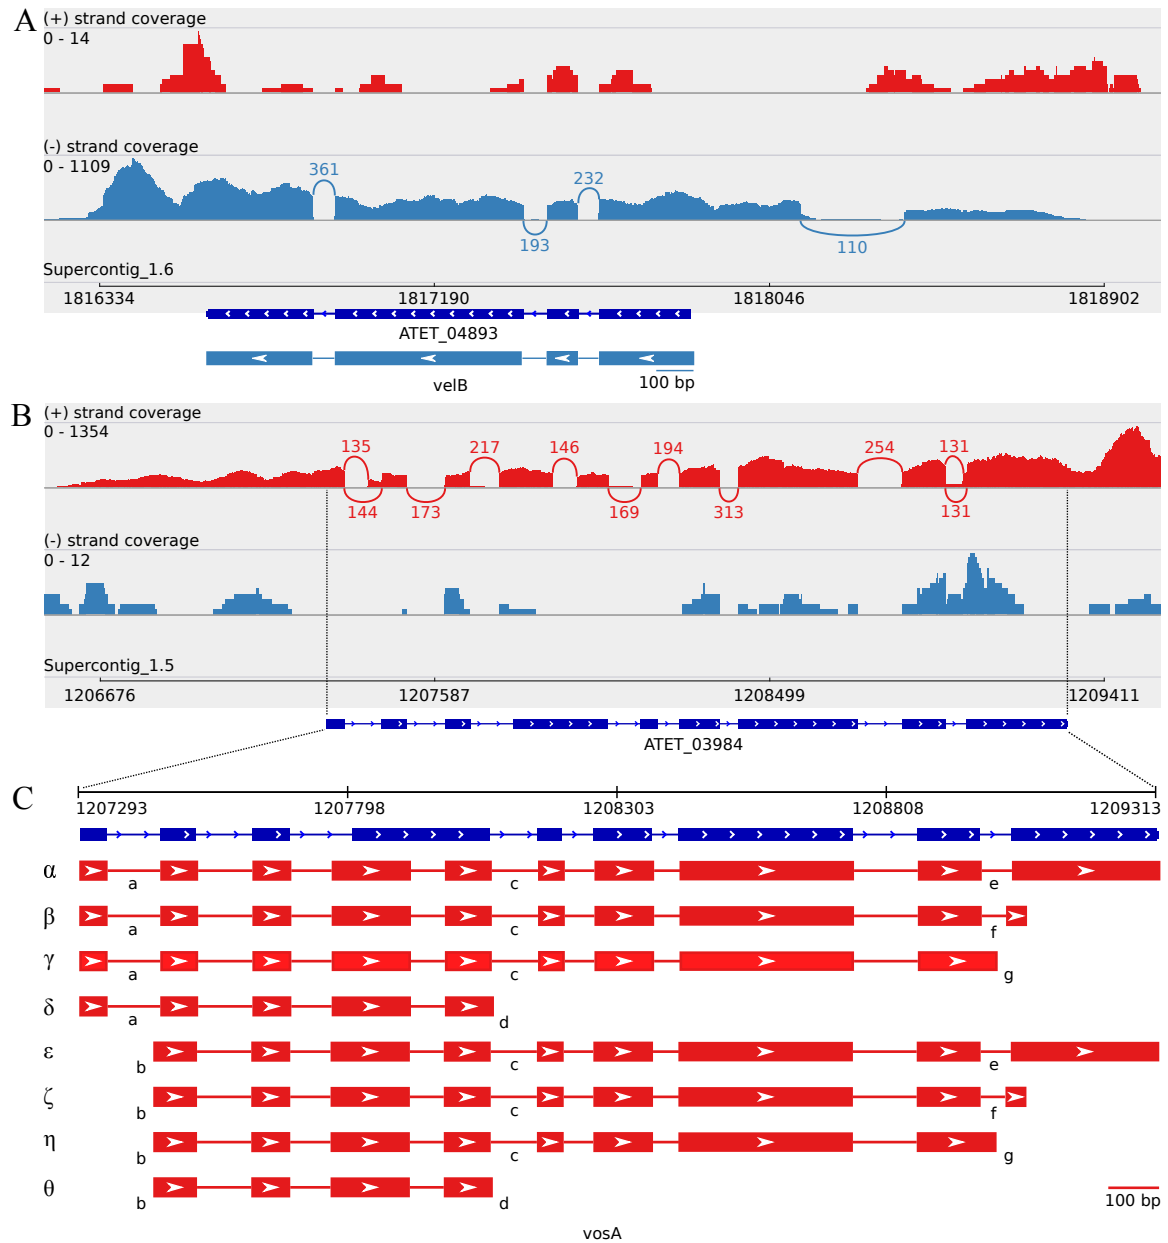 A
(+) strand coverage
0 - 14
(-) strand coverage
0 - 1109
361
232
193
110
Supercontig_1.6
1816334 1817190 1818046 1818902
ATET_04893
velB
100 bp
B
(+) strand coverage
0 - 1354
135 217 146 194 254 131
144 173 169 313 131
(-) strand coverage
0 - 12
Supercontig_1.5
1206676 1207587 1208499 1209411
ATET_03984
C
1207293 1207798 1208303 1208808 1209313
α
a c e
β
a c f
γ
a c g
δ
a d
ε
b c e
ζ
b c f
η
b c g
θ
b d
100 bp
vosA